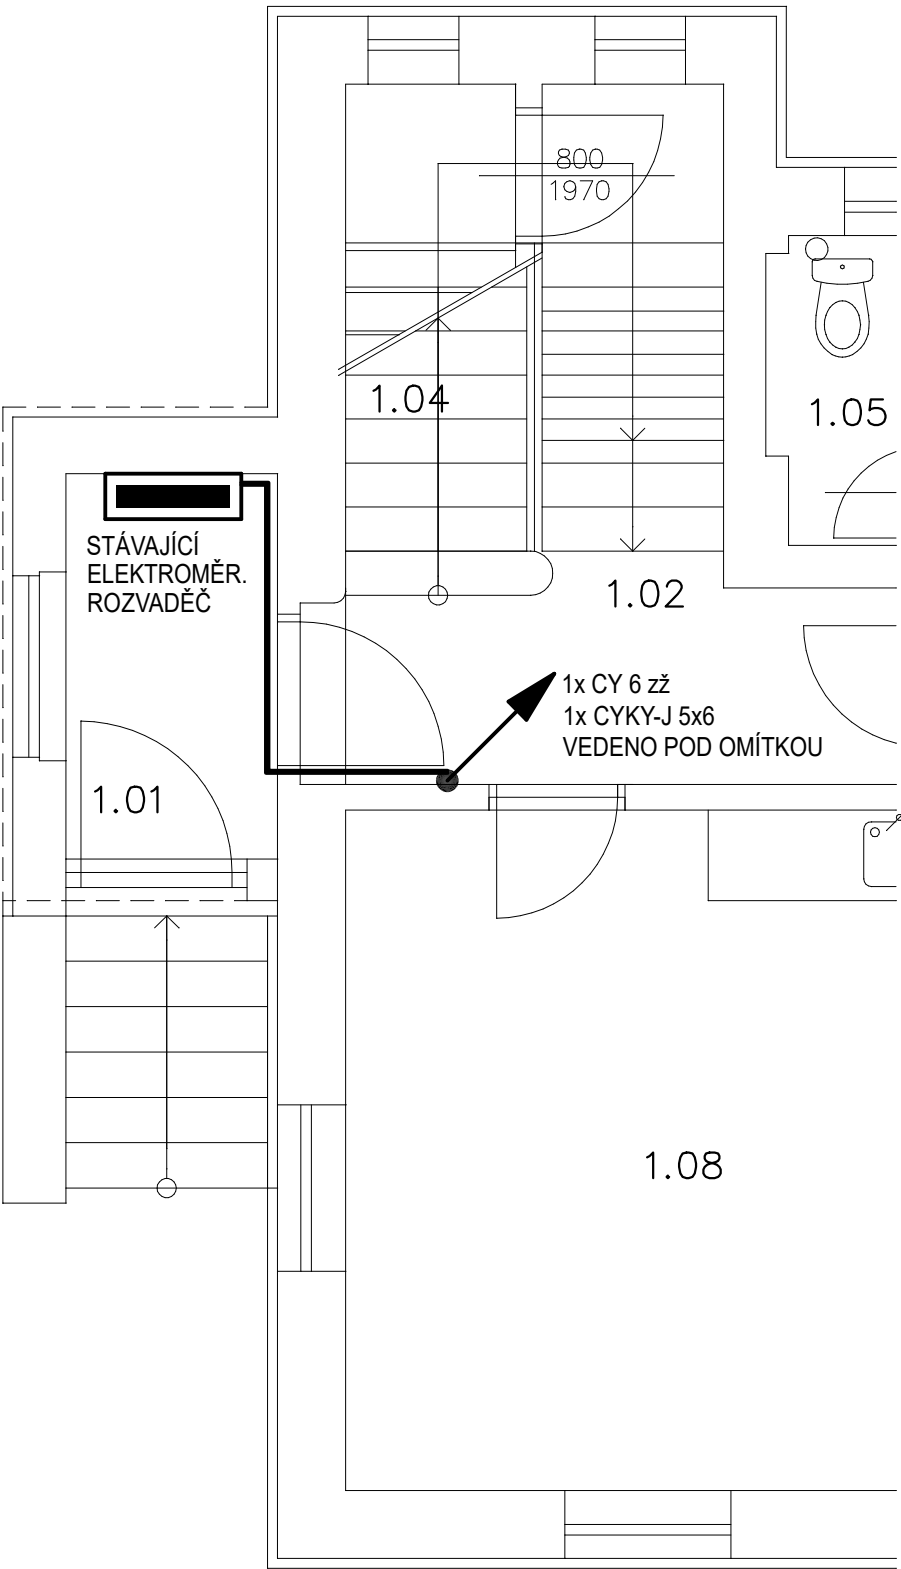 800
1970
1.04
1.05
STÁVAJÍCÍ
ELEKTROMĚR.
ROZVADĚČ
1.02
1x CY 6 zž
1x CYKY-J 5x6
VEDENO POD OMÍTKOU
1.01
1.08